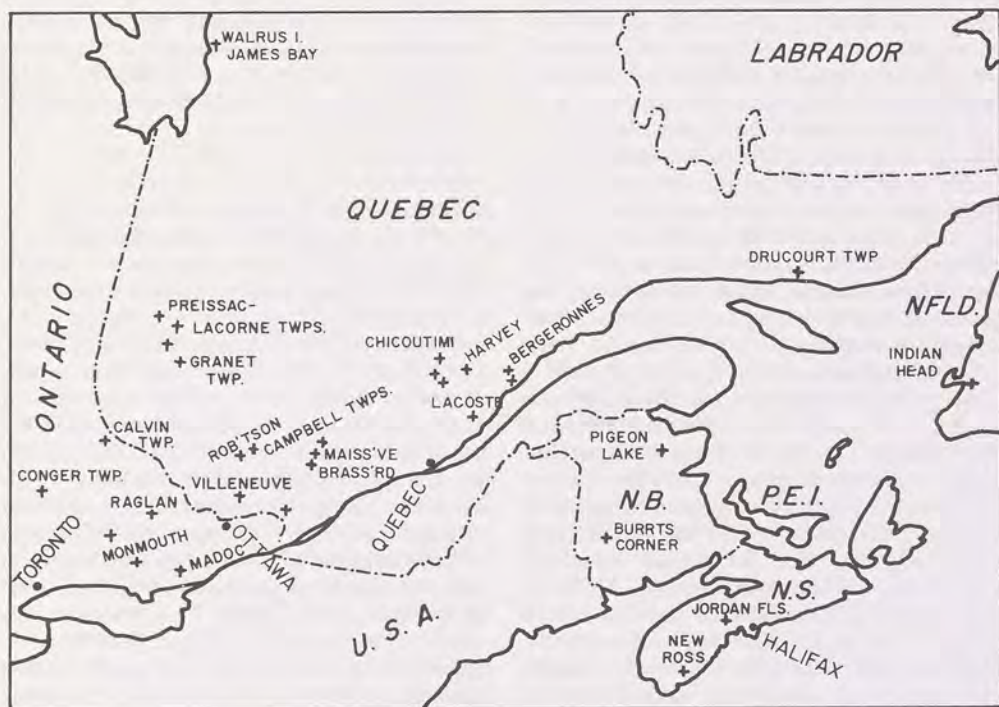 WALRUS I.
JAMES BAY
LABRADOR
QUEBEC
DRUCOURT TWP
ONTARIO
NFLD.
PREISSAC-
LACORNE TWPS.
GRANET
TWP.
CHICOUTIMI
HARVEY
BERGERONNES
INDIAN
HEAD
LACOSTE
CALVIN
TWP.
ROB'TSON
CAMPBELL TWPS.
MAISS'VE
BRASS'RD
PIGEON
LAKE
CONGER TWP.
VILLENEUVE
RAGLAN
QUEBEC
N.B.
P.E.I.
TORONTO
MONMOUTH
MADOC
OTTAWA
BURRTS
CORNER
U.S.A.
N.S.
JORDAN FLS.
NEW
ROSS
HALIFAX